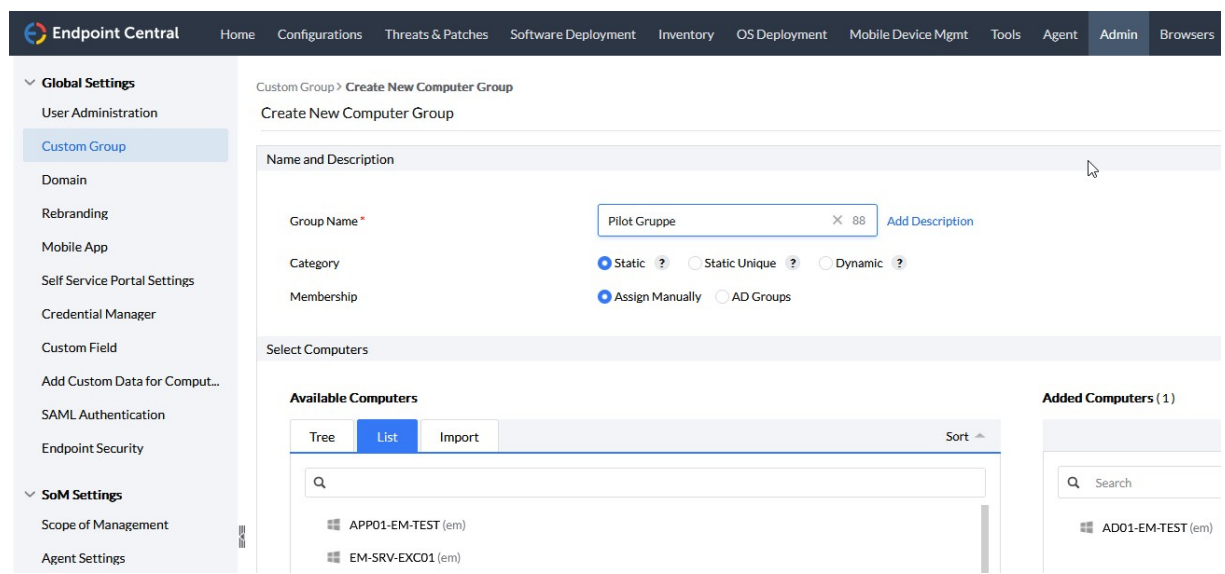 Endpoint Central Home Configurations Threats & Patches Software Deployment Inventory OS Deployment Mobile Device Mgmt Tools Agent Admin Browsers
Global Settings
User Administration
Custom Group
Domain
Rebranding
Mobile App
Self Service Portal Settings
Credential Manager
Custom Field
Add Custom Data for Comput...
SAML Authentication
Endpoint Security
SoM Settings
Scope of Management
Agent Settings
Custom Group > Create New Computer Group
Create New Computer Group
Name and Description
Group Name * Pilot Gruppe 88 Add Description
Category Static ? Static Unique ? Dynamic ?
Membership Assign Manually AD Groups
Select Computers
Available Computers
Tree List Import Sort
APP01-EM-TEST (em)
EM-SRV-EXC01 (em)
Added Computers (1)
Search
AD01-EM-TEST (em)